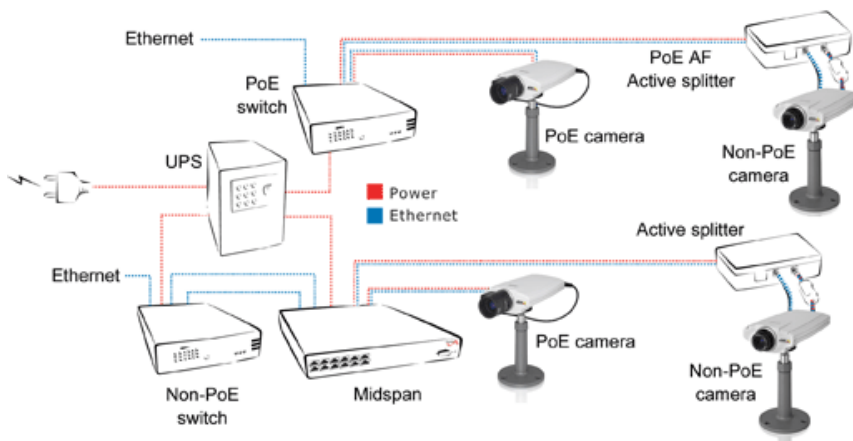 Ethernet
PoE
switch
PoE AF
Active splitter
PoE camera
Non-PoE
camera
UPS
Power
Ethernet
Ethernet
Active splitter
PoE camera
Non-PoE
switch
Midspan
Non-PoE
camera